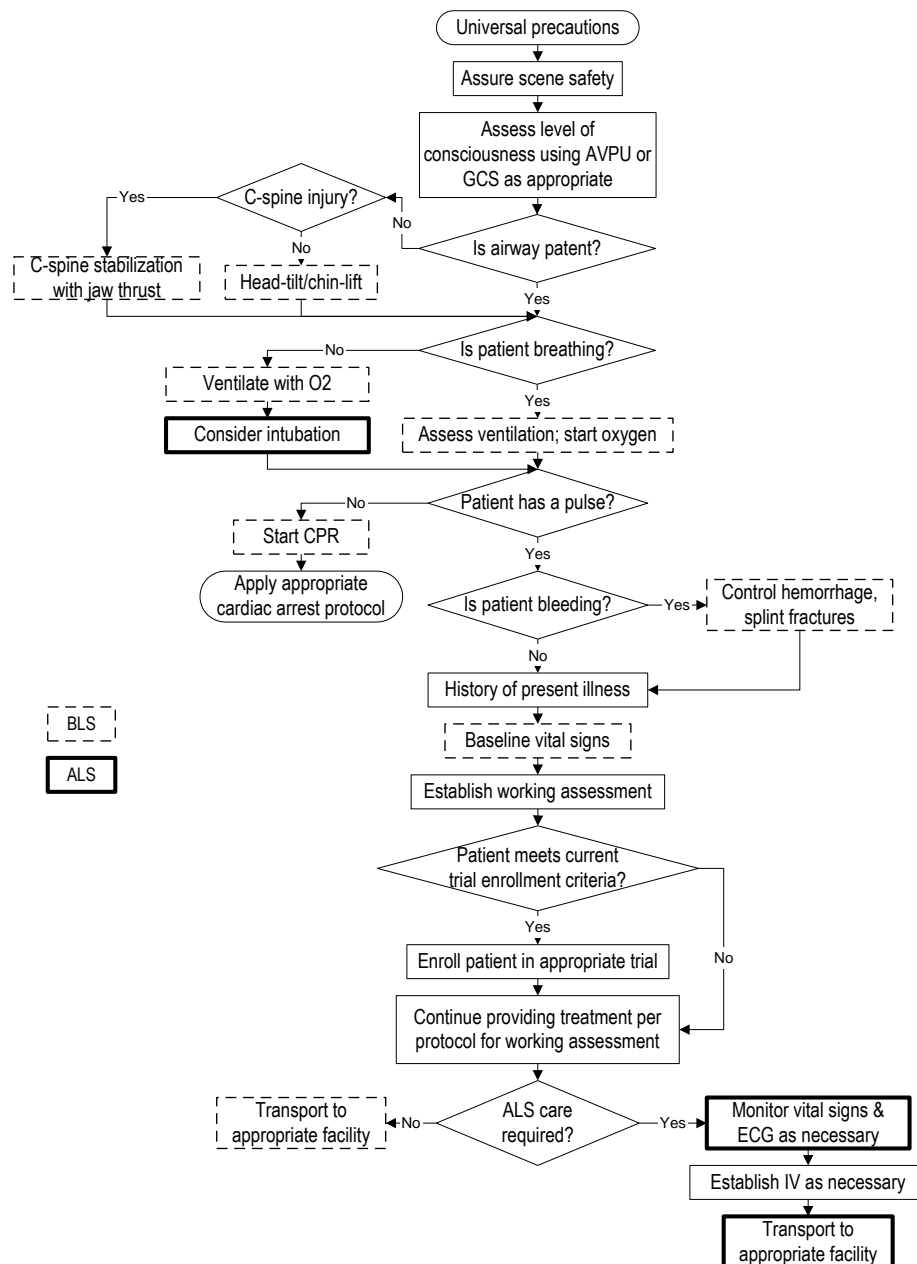 Universal precautions
Assure scene safety
Assess level of
consciousness using AVPU or
GCS as appropriate
C-spine injury?
Yes
No
Is airway patent?
No
C-spine stabilization
with jaw thrust
Head-tilt/chin-lift
Yes
Is patient breathing?
No
Ventilate with O2
Yes
Consider intubation
Assess ventilation; start oxygen
Patient has a pulse?
No
Start CPR
Yes
Apply appropriate
cardiac arrest protocol
Is patient bleeding?
Yes
Control hemorrhage,
splint fractures
No
History of present illness
BLS
Baseline vital signs
ALS
Establish working assessment
Patient meets current
trial enrollment criteria?
Yes
No
Enroll patient in appropriate trial
Continue providing treatment per
protocol for working assessment
Transport to
appropriate facility
No
ALS care
required?
Yes
Monitor vital signs &
ECG as necessary
Establish IV as necessary
Transport to
appropriate facility